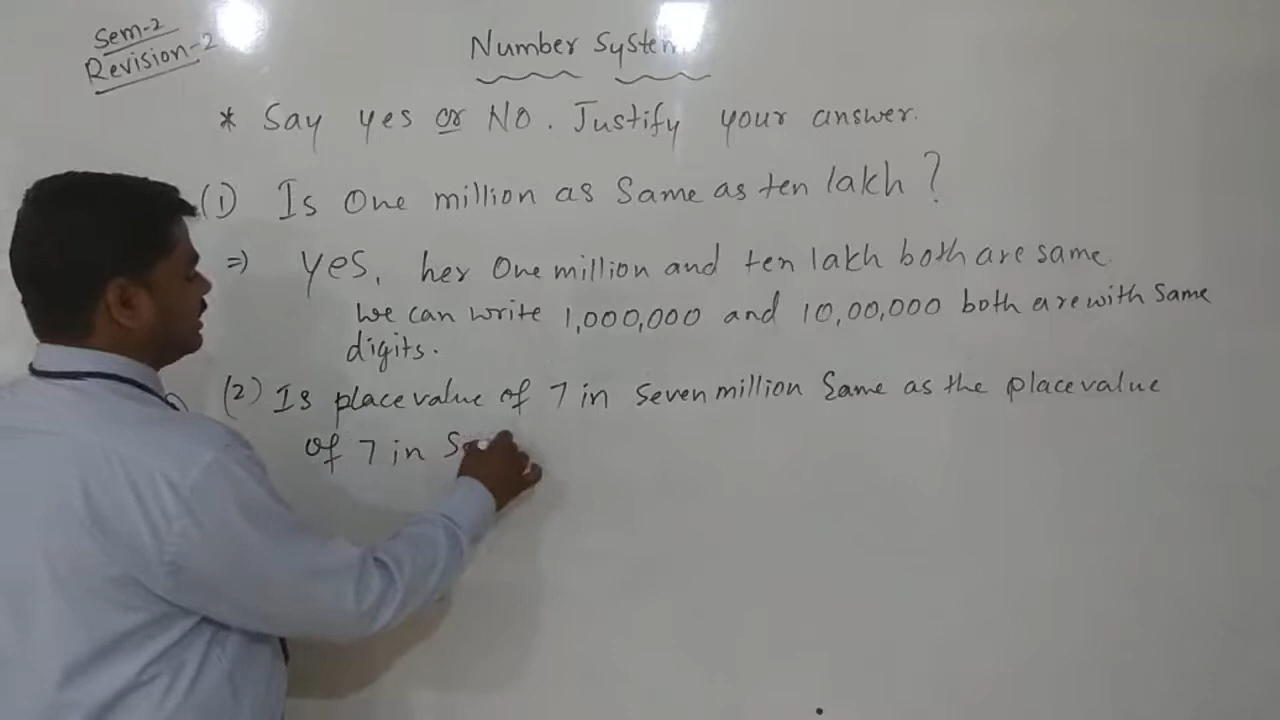 Sem-2
Revision-2
Number System
* Say yes or No. Justify your answer.
(1) Is One million as Same as ten lakh ?
⇒ Yes, her One million and ten lakh both are same.
We can write 1,000,000 and 10,00,000 both are with Same
digits.
(2) Is place value of 7 in Seven million Same as the place value
of 7 in